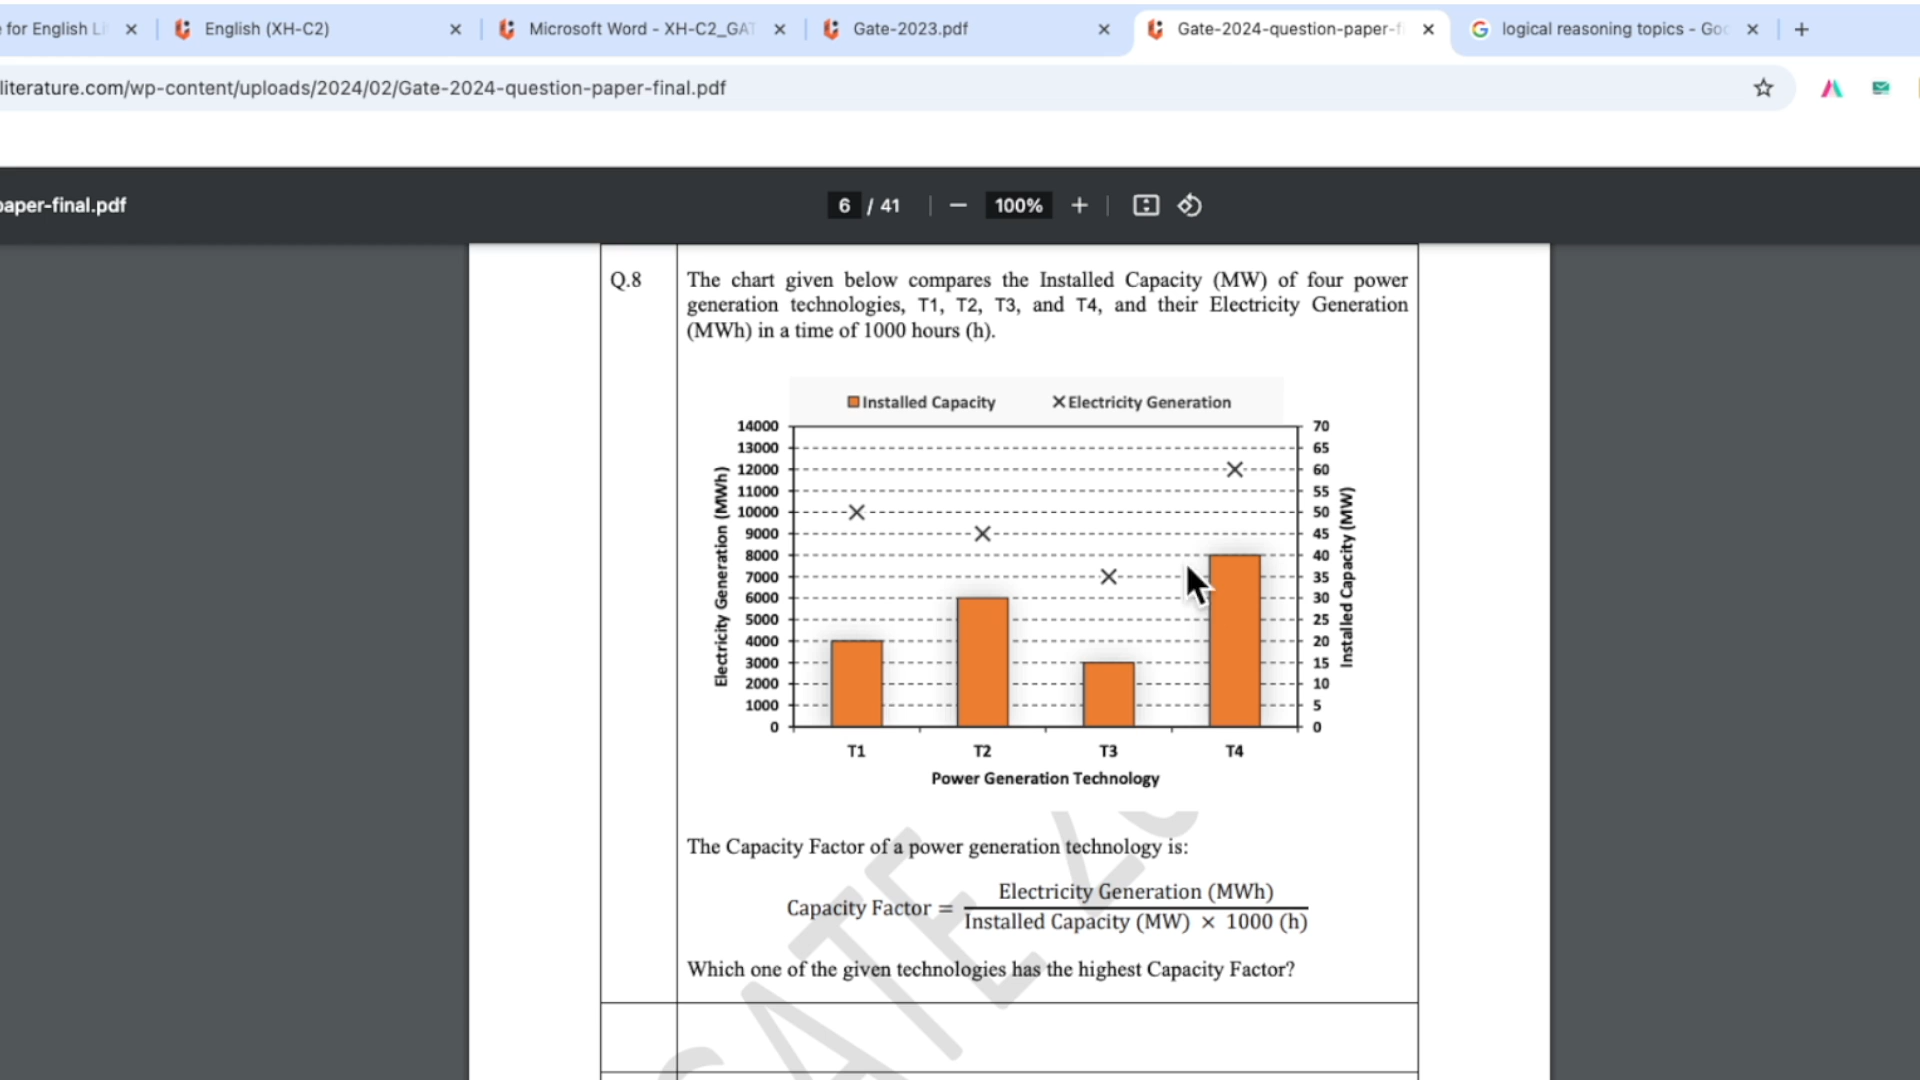 e for English Li
English (XH-C2)
Microsoft Word - XH-C2_GAT
Gate-2023.pdf
Gate-2024-question-paper-f
logical reasoning topics - Goo
literature.com/wp-content/uploads/2024/02/Gate-2024-question-paper-final.pdf
paper-final.pdf
6 / 41
100%
Q.8 The chart given below compares the Installed Capacity (MW) of four power
generation technologies, T1, T2, T3, and T4, and their Electricity Generation
(MWh) in a time of 1000 hours (h).
Installed Capacity
Electricity Generation
14000 70
13000 65
12000 60
11000 55
10000 50
9000 45
8000 40
7000 35
6000 30
5000 25
4000 20
3000 15
2000 10
1000 5
0 0
Electricity Generation (MWh)
Installed Capacity (MW)
T1 T2 T3 T4
Power Generation Technology
The Capacity Factor of a power generation technology is:
Electricity Generation (MWh)
Capacity Factor =
Installed Capacity (MW) × 1000 (h)
Which one of the given technologies has the highest Capacity Factor?
GATE 20